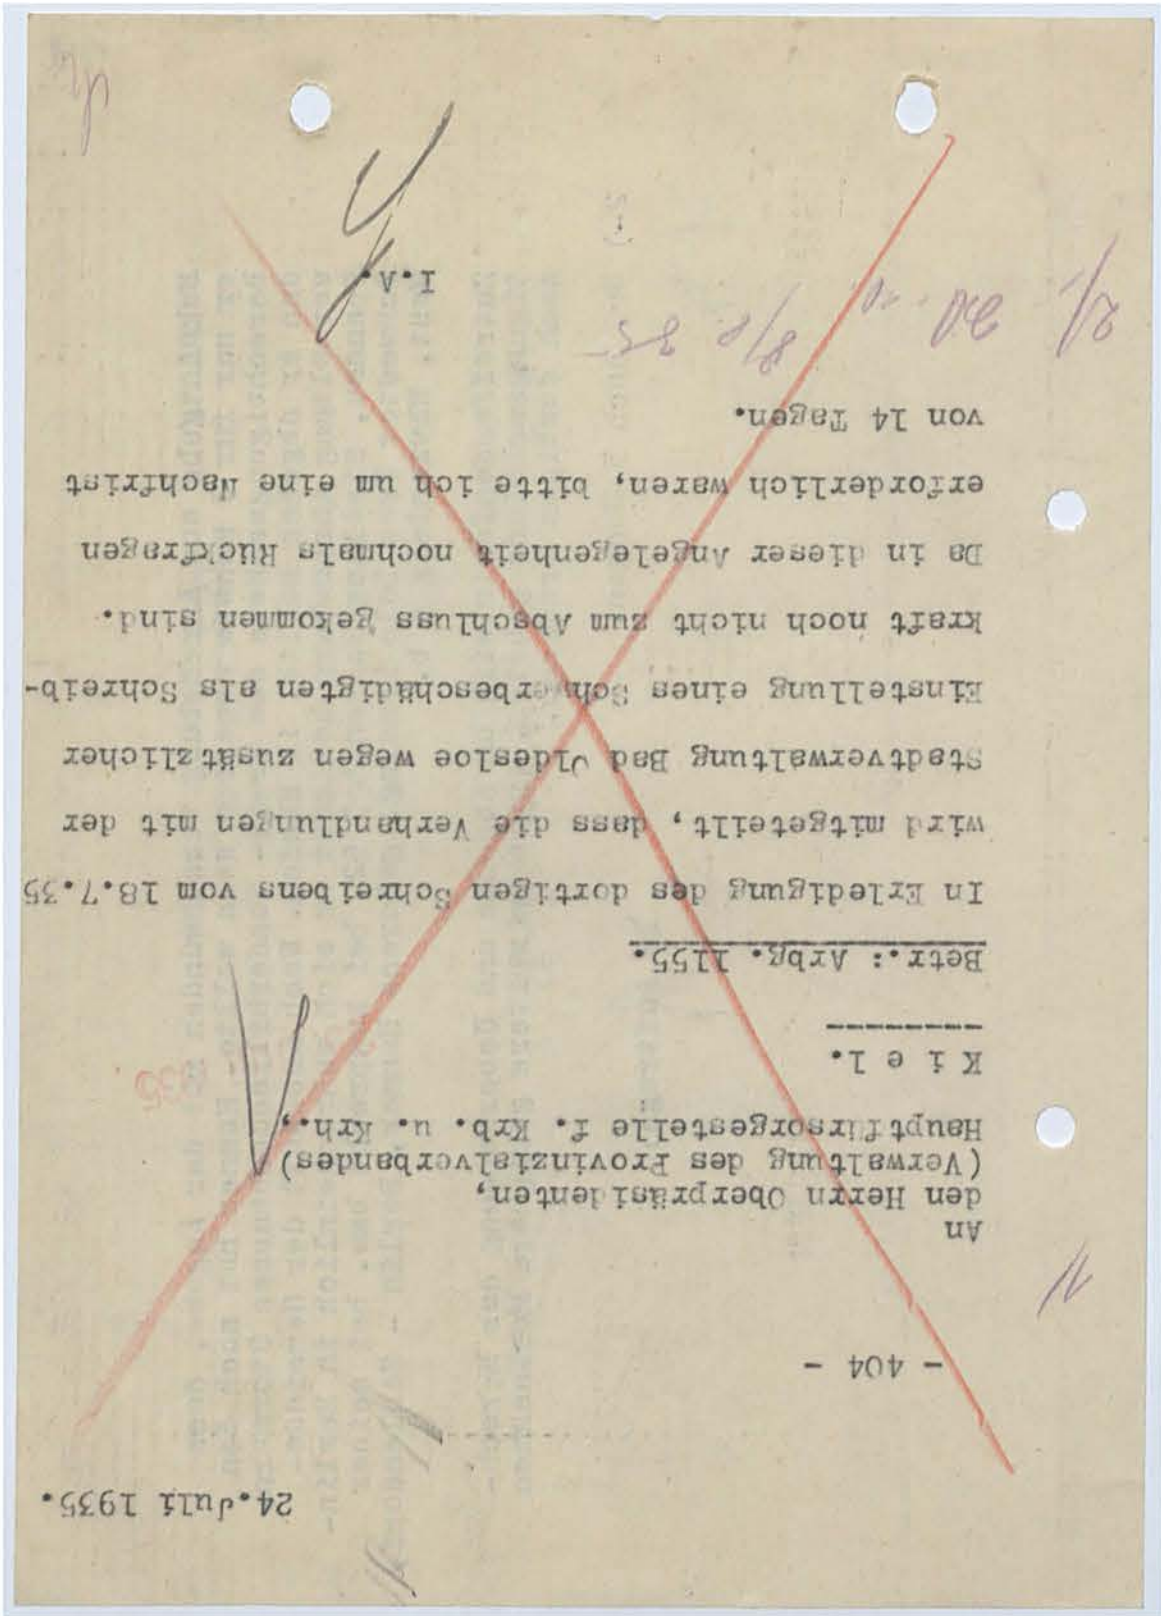 24.Juli 1935.
- 404 -
An
den Herrn Oberpräsidenten,
(Verwaltung des Provinzialverbandes)
Hauptfürsorgestelle f. Krb. u. Krh.,
K i e l.
----------
Betr.: Arbg. 1155.
In Erledigung des dortigen Schreibens vom 18.7.35
wird mitgeteilt, dass die Verhandlungen mit der
Stadtverwaltung Bad Oldesloe wegen zusätzlicher
Einstellung eines Schwerbeschädigten als Schreib-
kraft noch nicht zum Abschluss gekommen sind.
Da in dieser Angelegenheit nochmals Rückfragen
erforderlich waren, bitte ich um eine Nachfrist
von 14 Tagen.
2/
8/8 35
I.A.